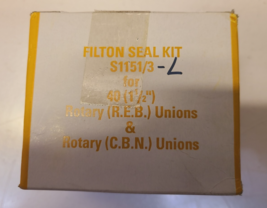 FILTON SEAL KIT
S1151/3-L
for
40 (1½")
Rotary (R.E.B.) Unions
&
Rotary (C.B.N.) Unions